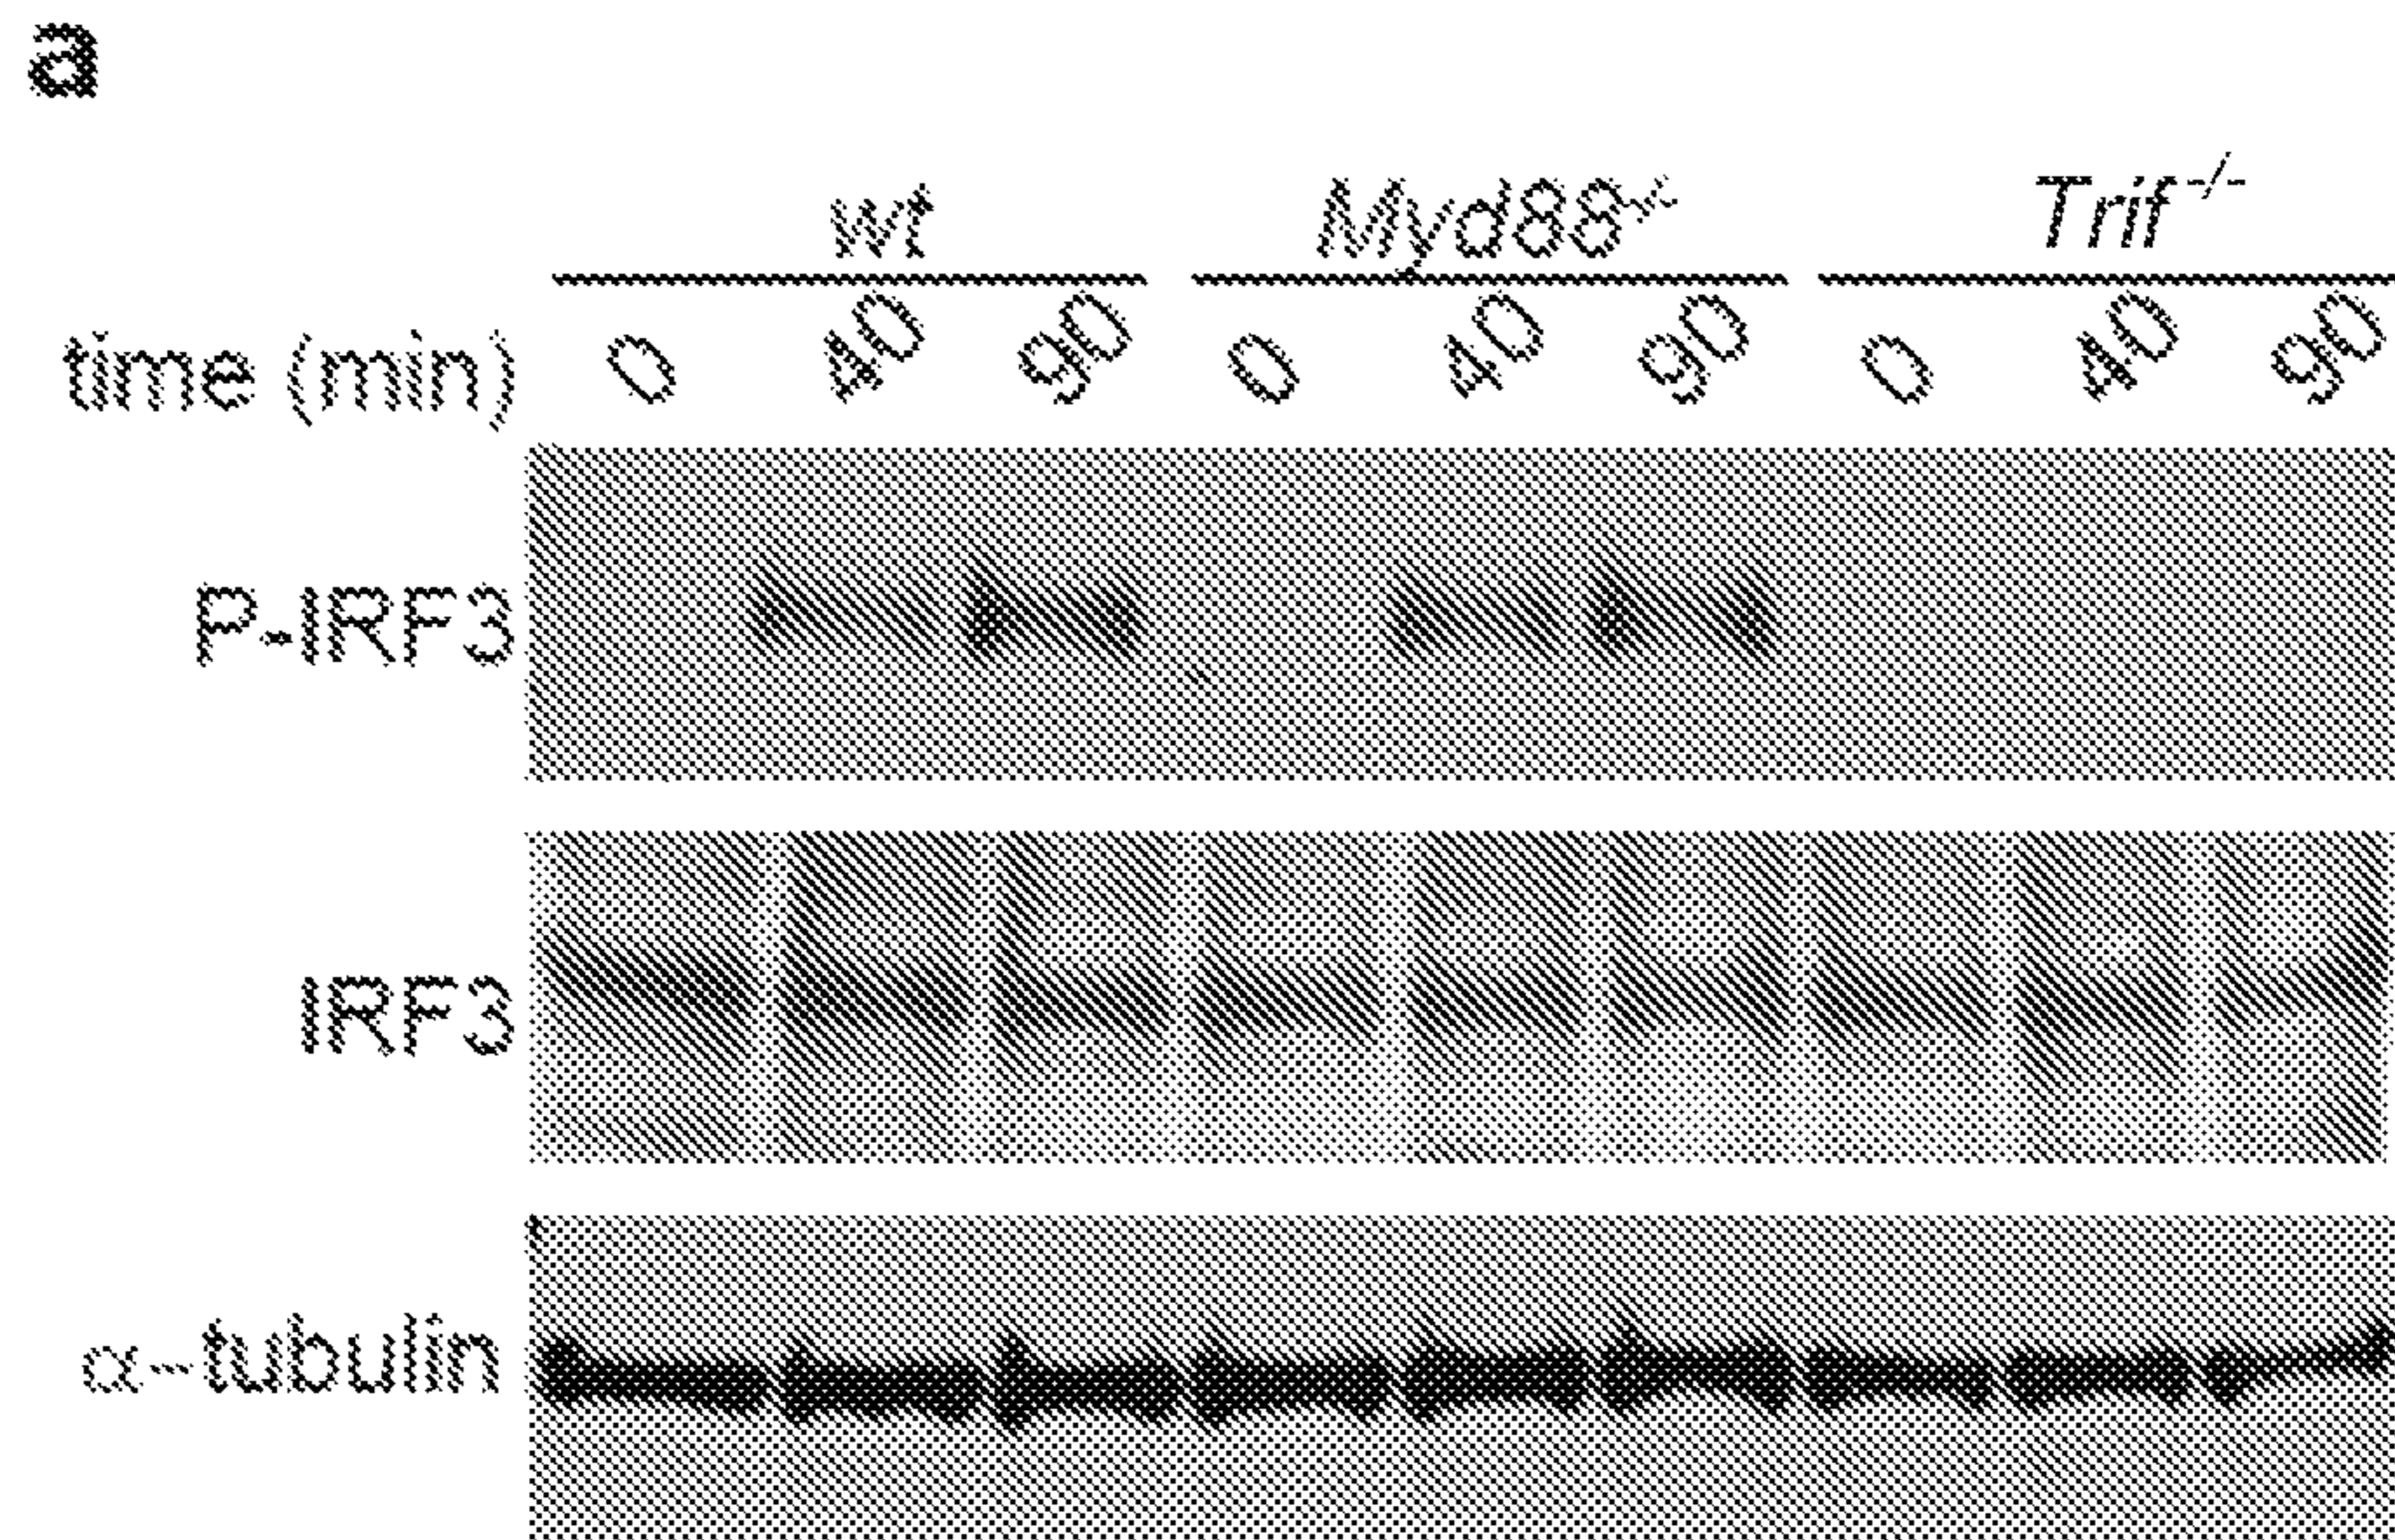 a
wt Myd88-/- Trif-/-
time (min) 0 40 90 0 40 90 0 40 90
P-IRF3
IRF3
α-tubulin